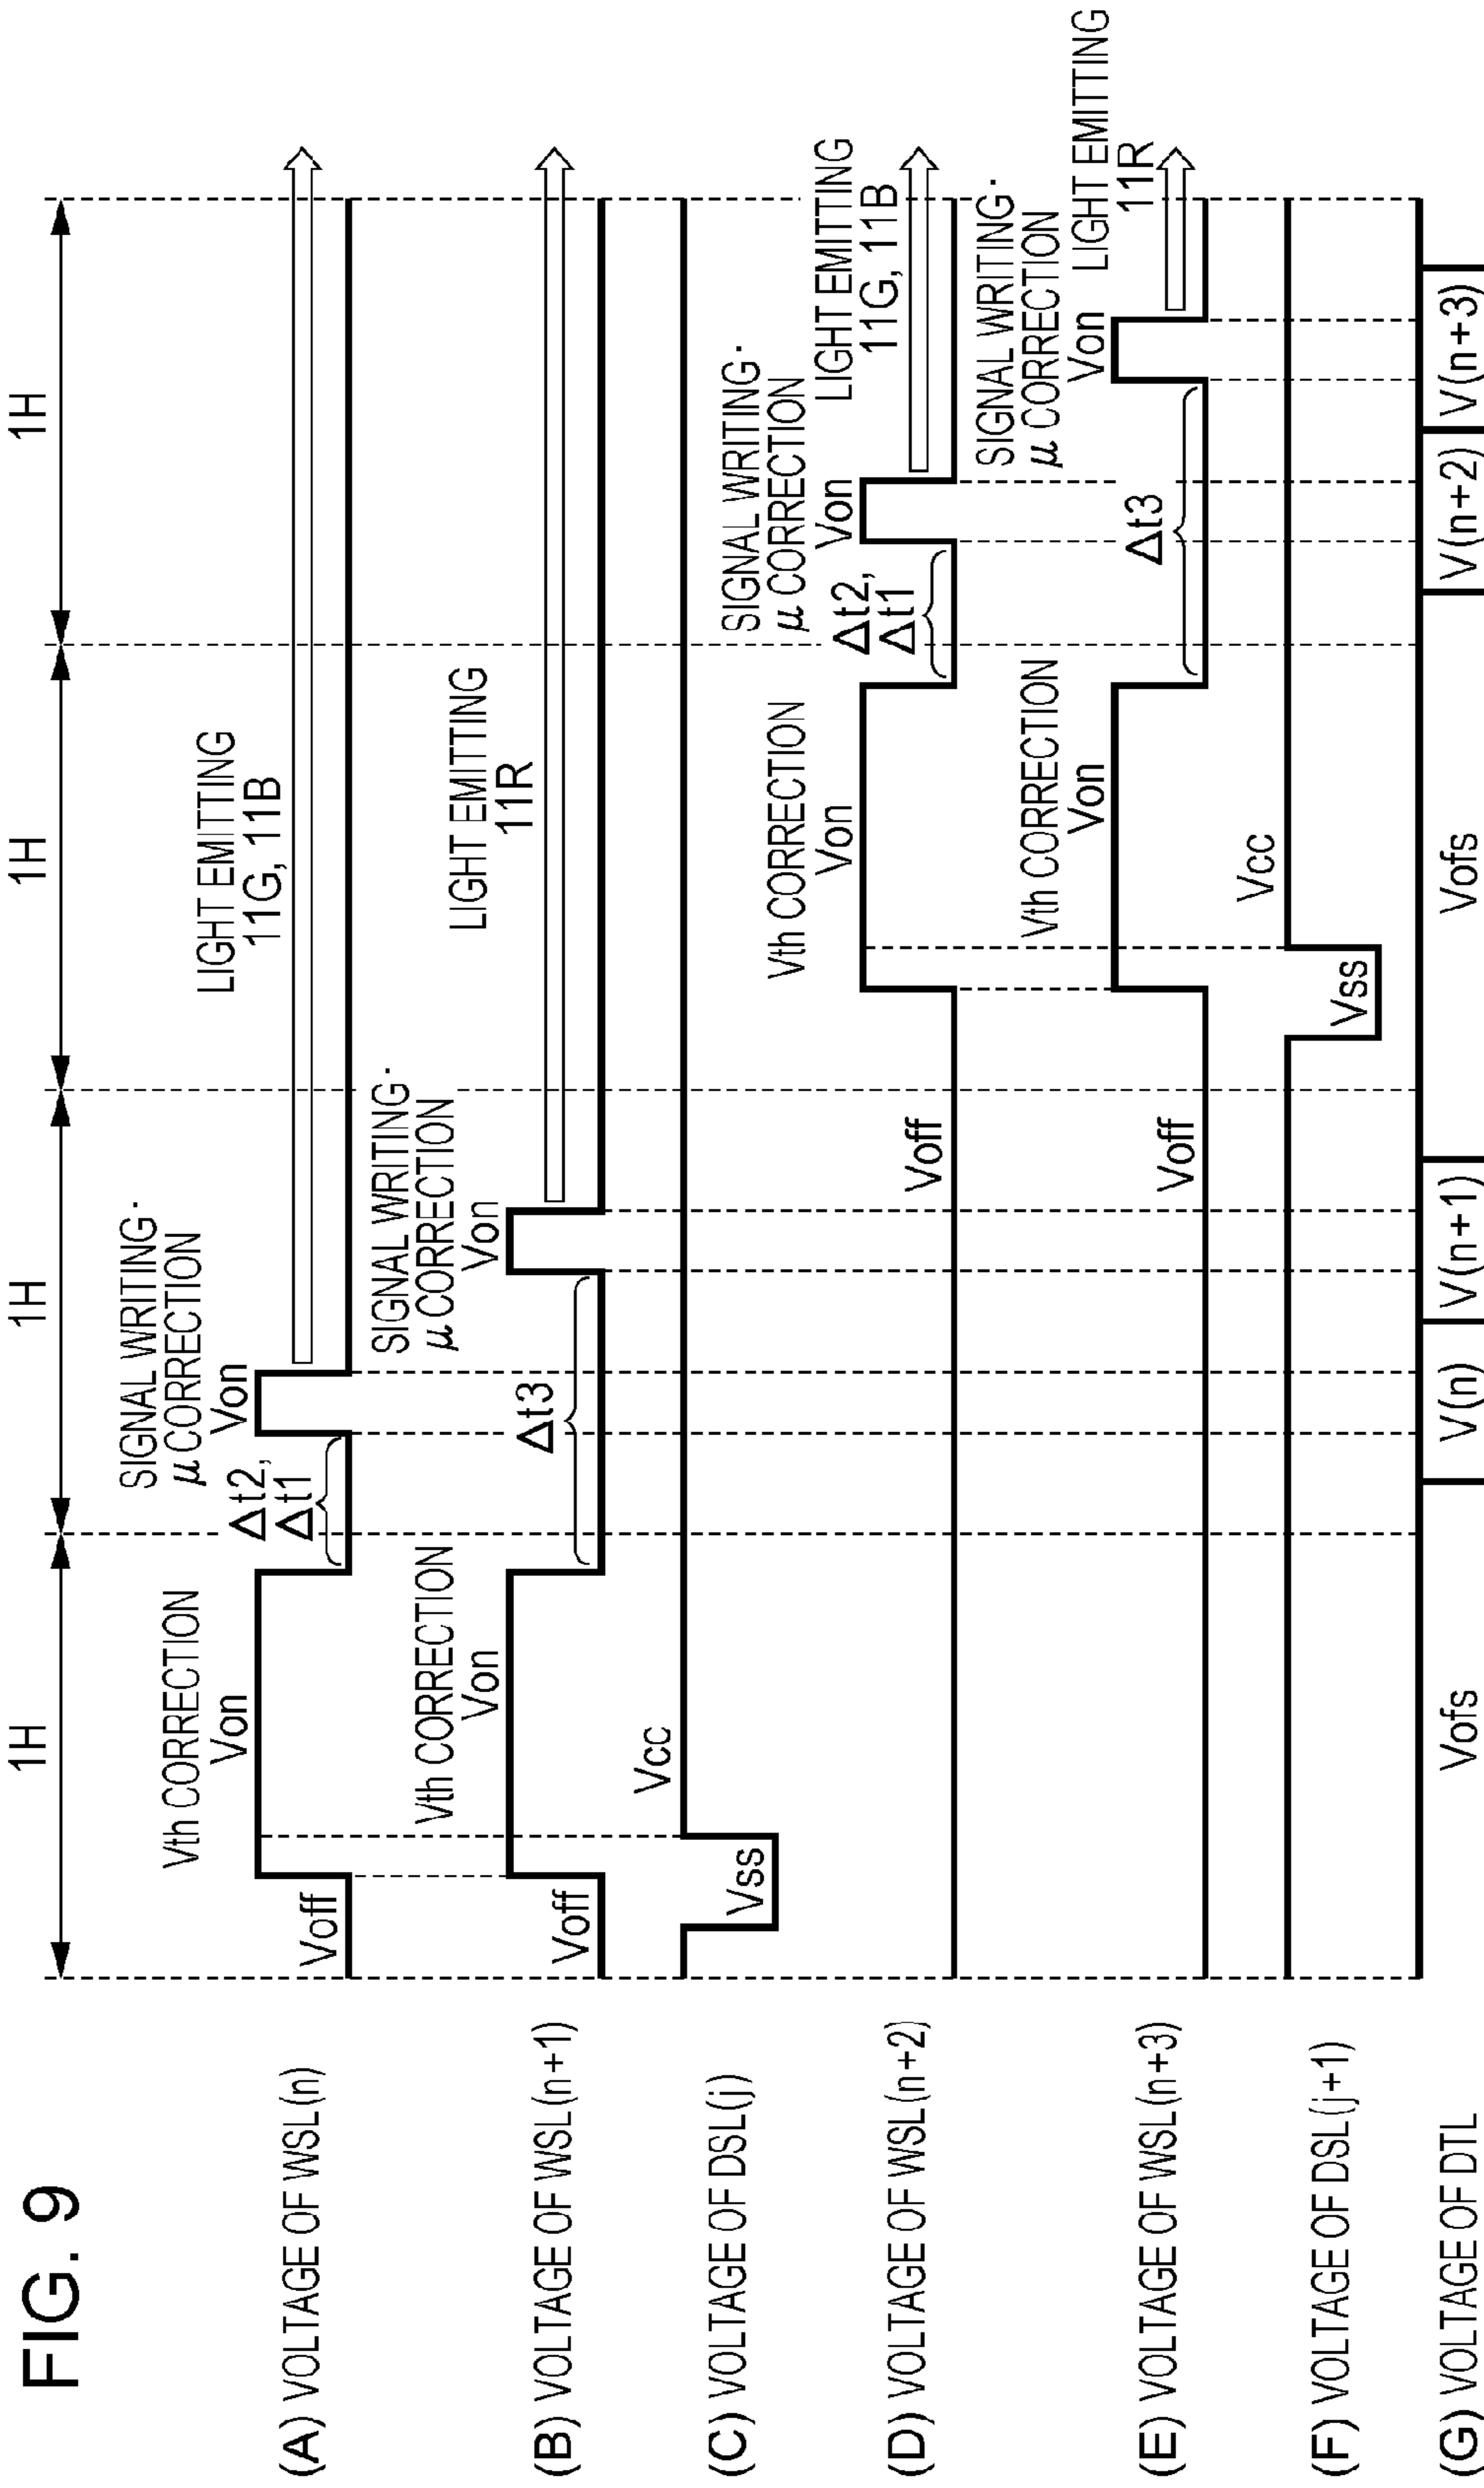 FIG. 9
1H
1H
1H
1H
(A) VOLTAGE OF WSL(n)
Voff
Vth CORRECTION
Von
Δt2,
Δt1
SIGNAL WRITING·
μ CORRECTION
Von
LIGHT EMITTING
11G, 11B
(B) VOLTAGE OF WSL(n+1)
Voff
Vth CORRECTION
Von
Δt3
SIGNAL WRITING·
μ CORRECTION
Von
LIGHT EMITTING
11R
(C) VOLTAGE OF DSL(j)
Vss
Vcc
(D) VOLTAGE OF WSL(n+2)
Voff
Vth CORRECTION
Von
Δt2,
Δt1
SIGNAL WRITING·
μ CORRECTION
Von
LIGHT EMITTING
11G, 11B
(E) VOLTAGE OF WSL(n+3)
Voff
Vth CORRECTION
Von
Δt3
SIGNAL WRITING·
μ CORRECTION
Von
LIGHT EMITTING
11R
(F) VOLTAGE OF DSL(j+1)
Vss
Vcc
(G) VOLTAGE OF DTL
Vofs
V(n)
V(n+1)
Vofs
V(n+2)
V(n+3)